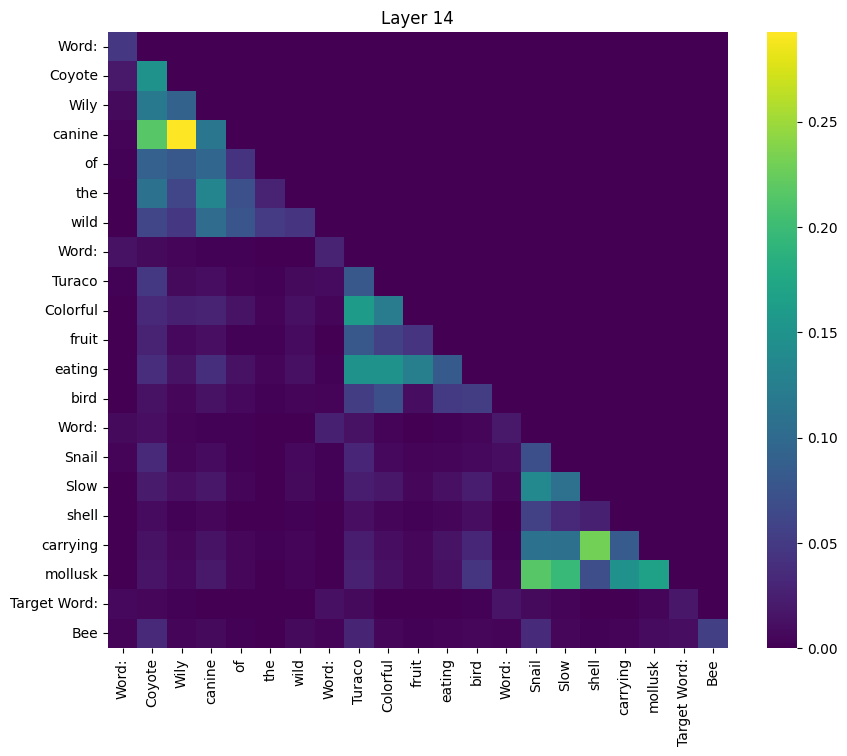 Layer 14
Word:
Coyote
Wily
canine
of
the
wild
Word:
Turaco
Colorful
fruit
eating
bird
Word:
Snail
Slow
shell
carrying
mollusk
Target Word:
Bee
Word:
Coyote
Wily
canine
of
the
wild
Word:
Turaco
Colorful
fruit
eating
bird
Word:
Snail
Slow
shell
carrying
mollusk
Target Word:
Bee
0.25
0.20
0.15
0.10
0.05
0.00